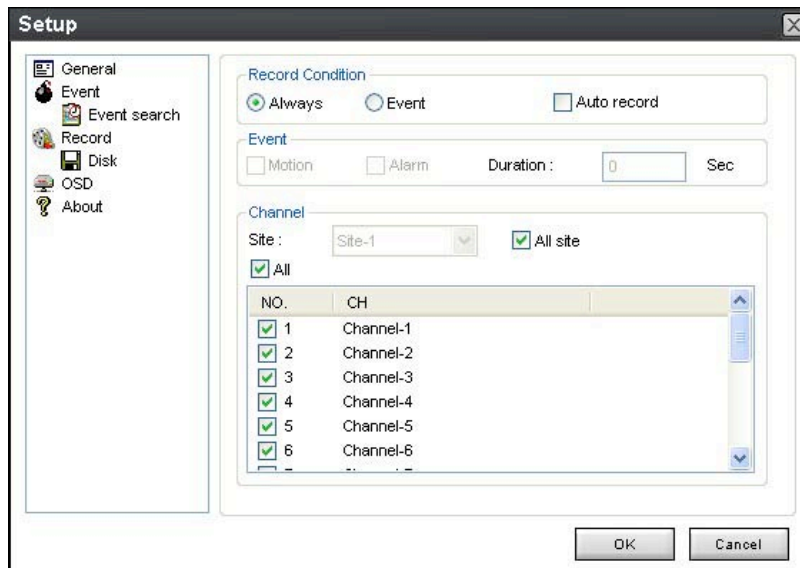 Setup
General
Event
Event search
Record
Disk
OSD
About
Record Condition
Always Event Auto record
Event
Motion Alarm Duration : 0 Sec
Channel
Site : Site-1 All site
All
NO. CH
1 Channel-1
2 Channel-2
3 Channel-3
4 Channel-4
5 Channel-5
6 Channel-6
OK Cancel